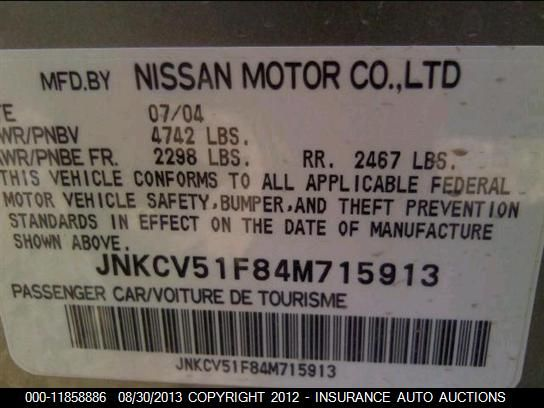 MFD.BY NISSAN MOTOR CO.,LTD
TE 07/04
WR/PNBV 4742 LBS.
AWR/PNBE FR. 2298 LBS. RR. 2467 LBS.
THIS VEHICLE CONFORMS TO ALL APPLICABLE FEDERAL
MOTOR VEHICLE SAFETY,BUMPER,AND THEFT PREVENTION
STANDARDS IN EFFECT ON THE DATE OF MANUFACTURE
SHOWN ABOVE.
JNKCV51F84M715913
PASSENGER CAR/VOITURE DE TOURISME
JNKCV51F84M715913
000-11858886 08/30/2013 COPYRIGHT 2012 - INSURANCE AUTO AUCTIONS